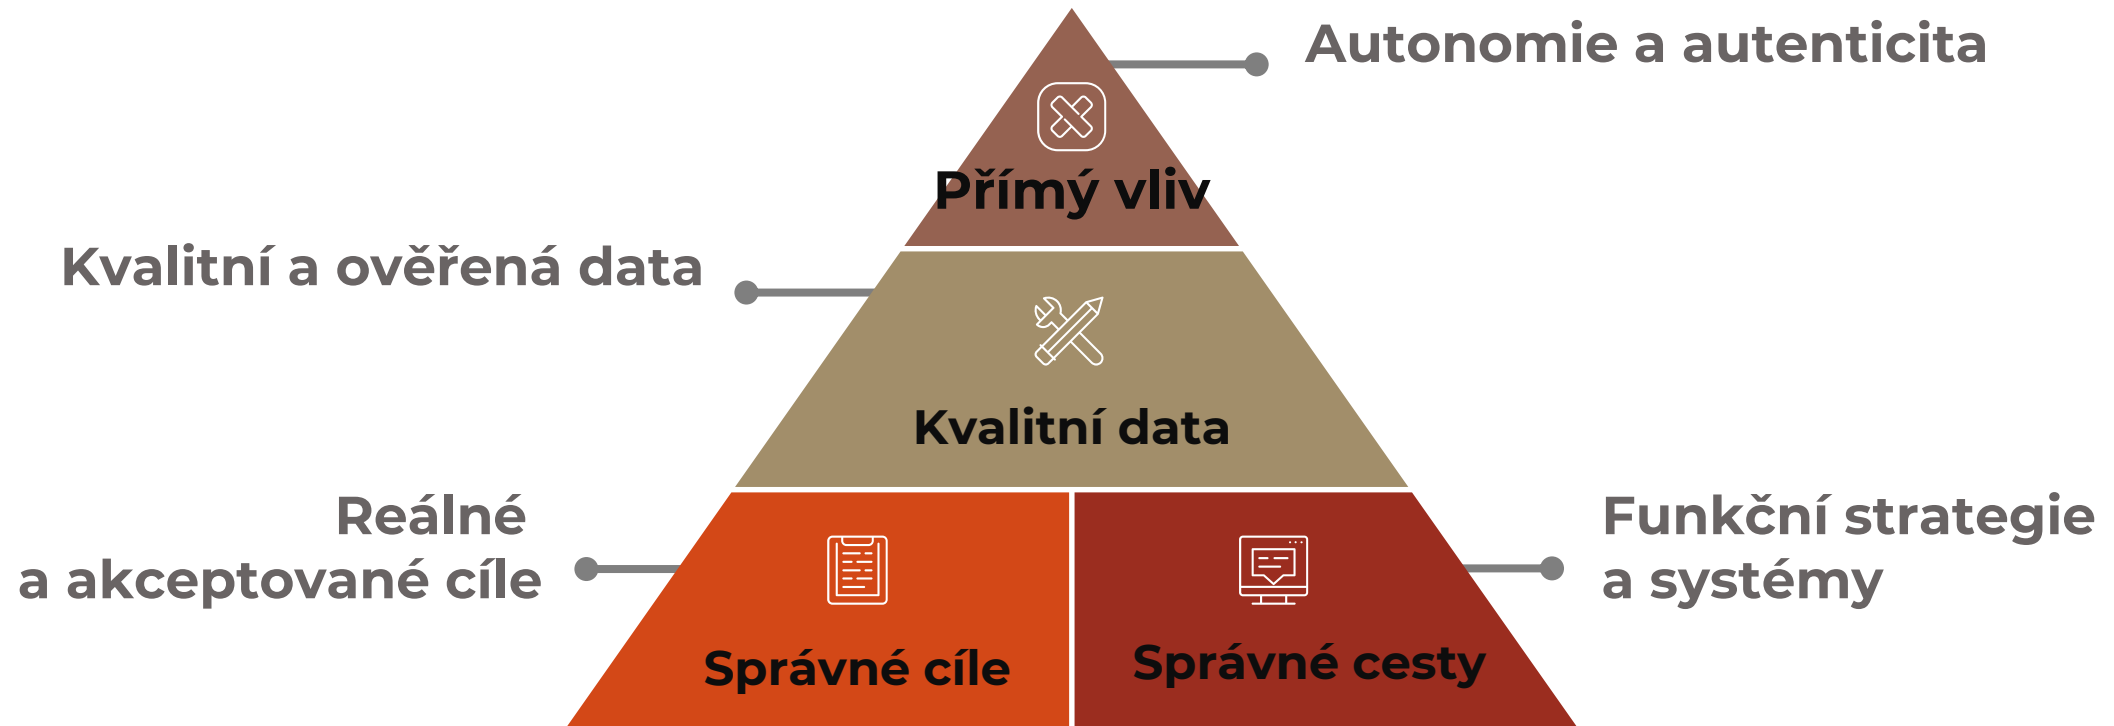 Autonomie a autenticita
Přímý vliv
Kvalitní a ověřená data
Kvalitní data
Reálné
a akceptované cíle
Funkční strategie
a systémy
Správné cíle
Správné cesty